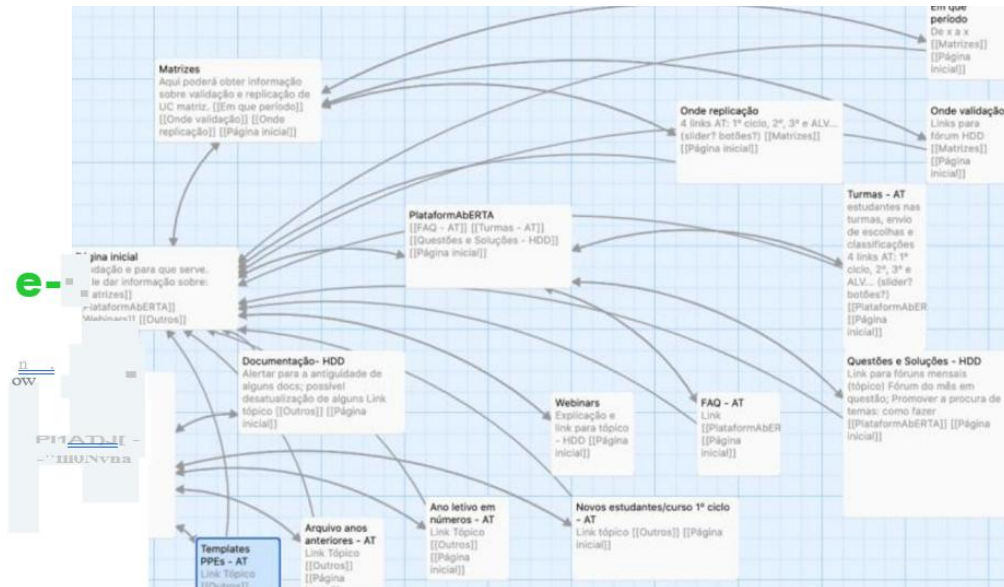 Em que
período
De x a x
[[Matrizes]
[[Página
inicial]]
Matrizes
Aqui poderá obter informação
sobre validação e replicação de
UC matriz. [[Em que período]]
[[Onde validação]] [[Onde
replicação]] [[Página inicial]]
Onde replicação
4 links AT: 1º ciclo, 2º, 3º e ALV...
(slider? botões?) [[Matrizes]]
[[Página inicial]]
Onde validação
Links para
fórum HDD
[[Matrizes]
[[Página
inicial]]
Turmas - AT
estudantes nas
turmas, envio
de escolhas e
classificações
4 links AT: 1º
ciclo, 2º, 3º e
ALV... (slider?
botões?)
[[PlataformAbER
[[Página
inicial]]
PlataformAbERTA
[[FAQ - AT]] [[Turmas - AT]]
[[Questões e Soluções - HDD]]
[[Página inicial]]
gina inicial
dação e para que serve.
de dar informação sobre:
atrizes]]
lataformAbERTA]]
Webinars]] [[Outros]]
e-
Documentação- HDD
Alertar para a antiguidade de
alguns docs; possível
desatualização de alguns Link
tópico [[Outros]] [[Página
inicial]]
Webinars
Explicação e
link para tópico
- HDD [[Página
inicial]]
FAQ - AT
Link
[[PlataformAbER
[[Página
inicial]]
Questões e Soluções - HDD
Link para fóruns mensais
(tópico) Fórum do mês em
questão; Promover a procura de
temas: como fazer
[[PlataformAbERTA]] [[Página
inicial]]
ow
Templates
PPEs - AT
Link Tópico
[[Outros]]
Arquivo anos
anteriores - AT
Link Tópico
[[Outros]]
[[Página
Ano letivo em
números - AT
Link Tópico
[[Outros]]
[[Página
inicial]]
Novos estudantes/curso 1º ciclo
- AT
Link tópico [[Outros]] [[Página
inicial]]